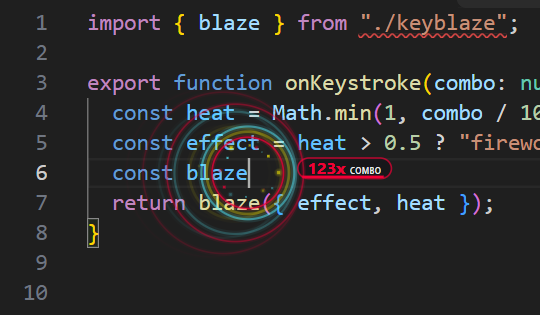 1 import { blaze } from "./keyblaze";
2
3 export function onKeystroke(combo: nu
4 const heat = Math.min(1, combo / 10
5 const effect = heat > 0.5 ? "firewo
6 const blaze 123x COMBO
7 return blaze({ effect, heat });
8 }
9
10